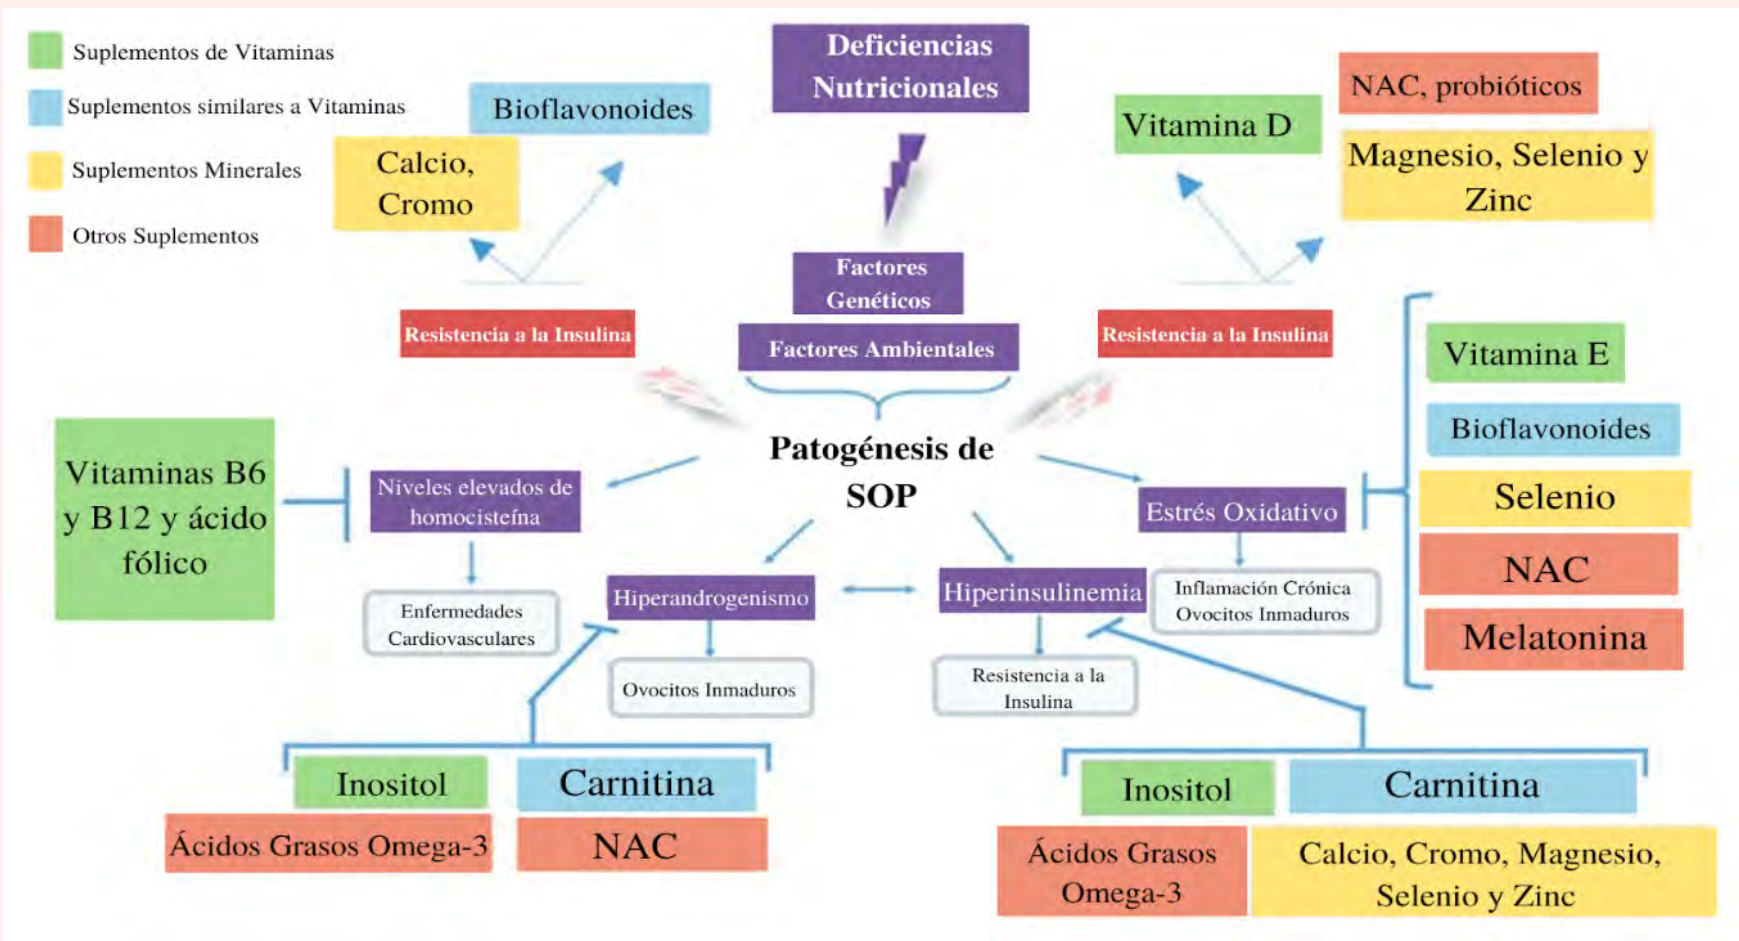 Suplementos de Vitaminas
Suplementos similares a Vitaminas
Suplementos Minerales
Otros Suplementos
Bioflavonoides
Calcio,
Cromo
Resistencia a la Insulina
Deficiencias
Nutricionales
Factores
Genéticos
Factores Ambientales
Vitamina D
NAC, probióticos
Magnesio, Selenio y
Zinc
Resistencia a la Insulina
Patogénesis de
SOP
Vitaminas B6
y B12 y ácido
fólico
Niveles elevados de
homocisteína
Enfermedades
Cardiovasculares
Hiperandrogenismo
Ovocitos Inmaduros
Hiperinsulinemia
Resistencia a la
Insulina
Estrés Oxidativo
Inflamación Crónica
Ovocitos Inmaduros
Vitamina E
Bioflavonoides
Selenio
NAC
Melatonina
Inositol
Carnitina
Ácidos Grasos Omega-3
NAC
Inositol
Carnitina
Ácidos Grasos
Omega-3
Calcio, Cromo, Magnesio,
Selenio y Zinc